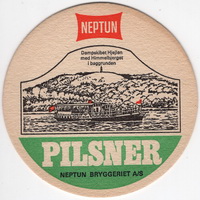 NEPTUN
Dampskibet Hjejlen
med Himmelbjerget
i baggrunden
PILSNER
NEPTUN BRYGGERIET A/S